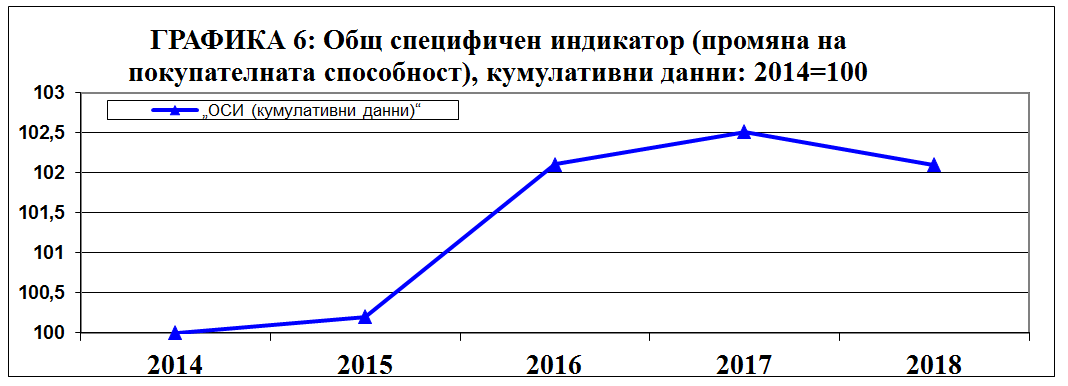 ГРАФИКА 6: Общ специфичен индикатор (промяна на
покупателната способност), кумулативни данни: 2014=100
„ОСИ (кумулативни данни)“
103
102,5
102
101,5
101
100,5
100
2014 2015 2016 2017 2018